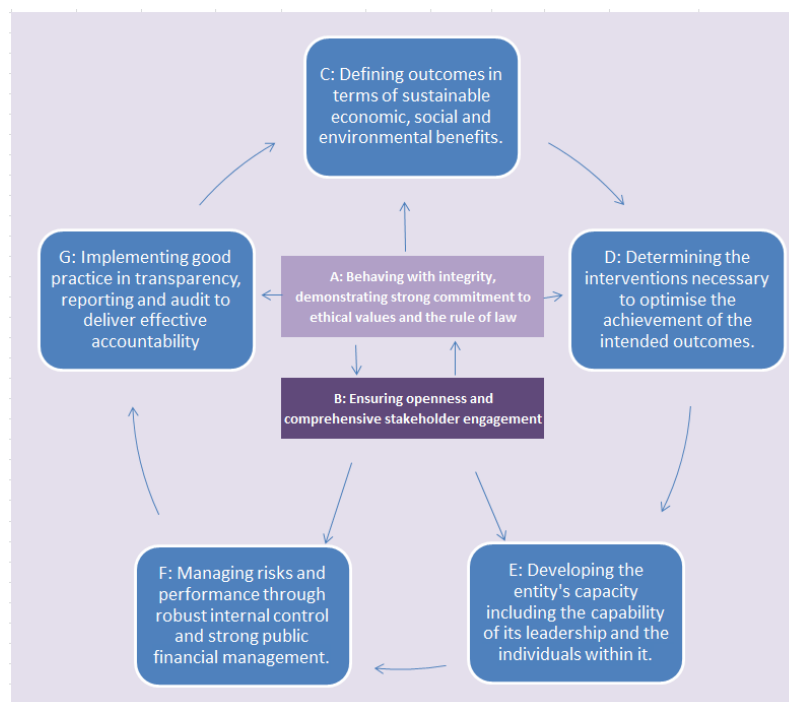 C: Defining outcomes in
terms of sustainable
economic, social and
environmental benefits.
G: Implementing good
practice in transparency,
reporting and audit to
deliver effective
accountability
A: Behaving with integrity,
demonstrating strong commitment to
ethical values and the rule of law
D: Determining the
interventions necessary
to optimise the
achievement of the
intended outcomes.
B: Ensuring openness and
comprehensive stakeholder engagement
F: Managing risks and
performance through
robust internal control
and strong public
financial management.
E: Developing the
entity's capacity
including the capability
of its leadership and the
individuals within it.